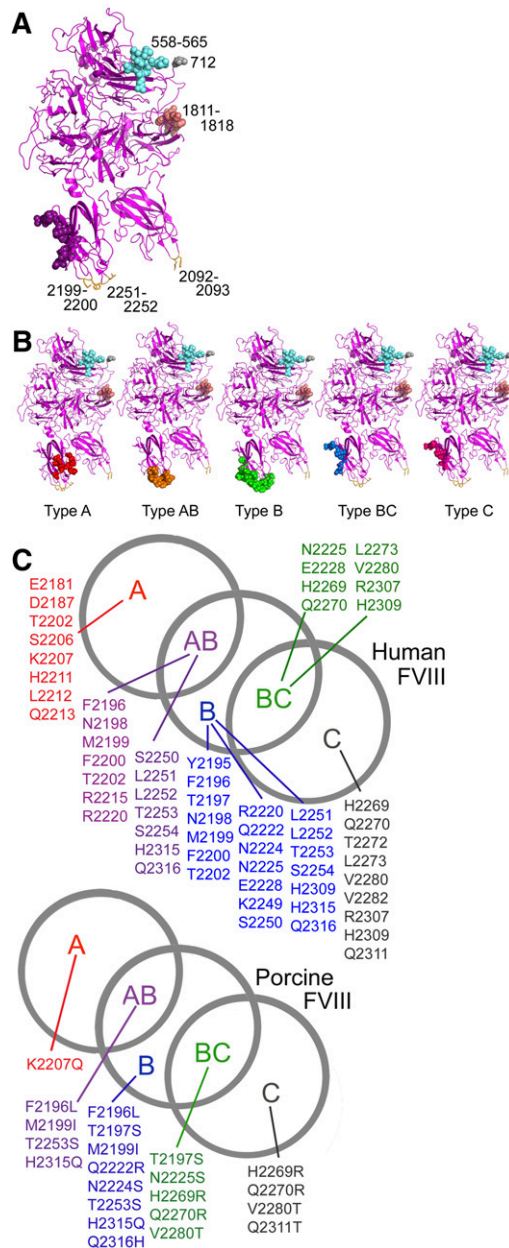 A
558-565
712
1811-
1818
2199-
2200
2251-
2252
2092-
2093
B
Type A
Type AB
Type B
Type BC
Type C
C
E2181
D2187
T2202
S2206
K2207
H2211
L2212
Q2213
A
AB
B
BC
C
Human
FVIII
N2225 L2273
E2228 V2280
H2269 R2307
Q2270 H2309
F2196
N2198
M2199
F2200
T2202
R2215
R2220
S2250
L2251
L2252
T2253
S2254
H2315
Q2316
Y2195
F2196
T2197
N2198
M2199
F2200
T2202
R2220
Q2222
N2224
N2225
E2228
K2249
S2250
L2251
L2252
T2253
S2254
H2309
H2315
Q2316
H2269
Q2270
T2272
L2273
V2280
V2282
R2307
H2309
Q2311
A
AB
B
BC
C
Porcine
FVIII
K2207Q
F2196L
M2199I
T2253S
H2315Q
F2196L
T2197S
M2199I
Q2222R
N2224S
T2253S
H2315Q
Q2316H
T2197S
N2225S
H2269R
Q2270R
V2280T
H2269R
Q2270R
V2280T
Q2311T